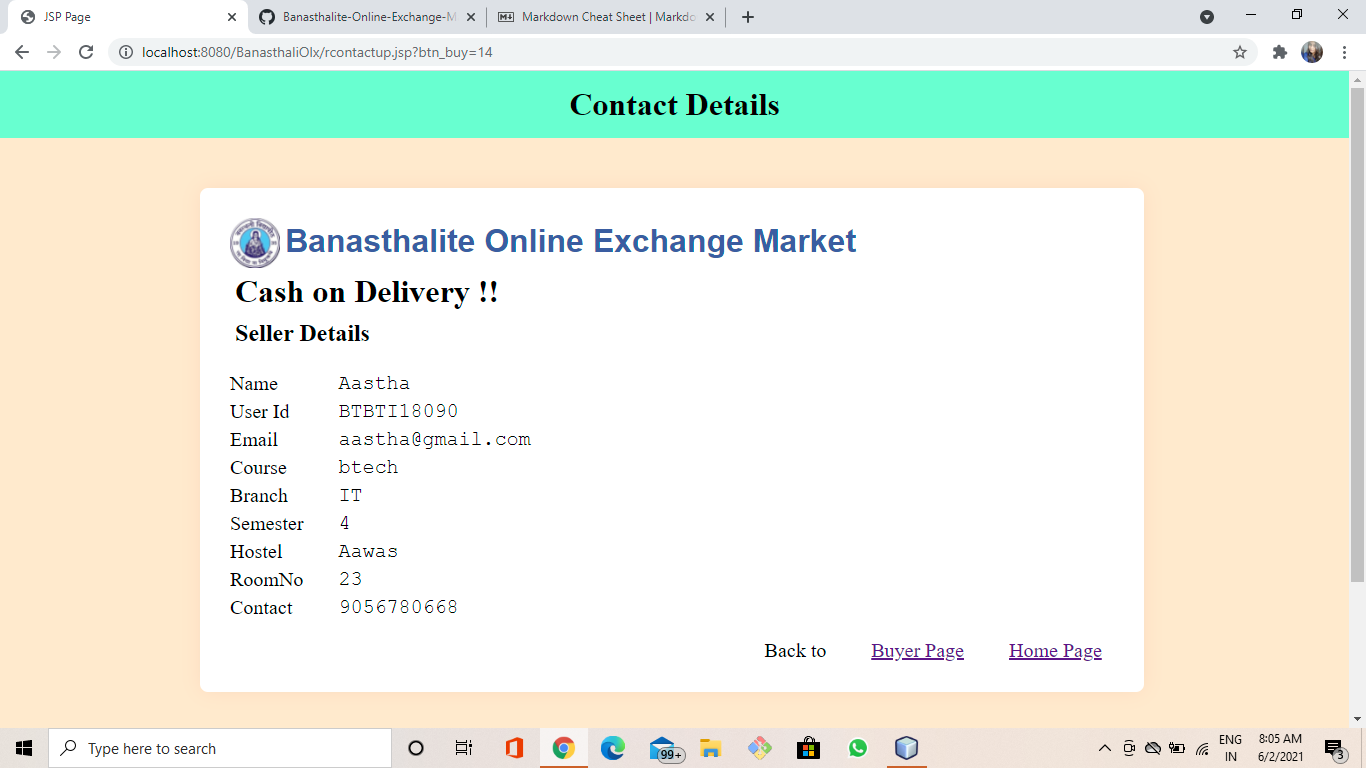 JSP Page
Banasthalite-Online-Exchange-M
Markdown Cheat Sheet | Markdo
localhost:8080/BanasthaliOlx/rcontactup.jsp?btn_buy=14
Contact Details
Banasthalite Online Exchange Market
Cash on Delivery !!
Seller Details
Name Aastha
User Id BTBTI18090
Email aastha@gmail.com
Course btech
Branch IT
Semester 4
Hostel Aawas
RoomNo 23
Contact 9056780668
Back to Buyer Page Home Page
Type here to search
99+
ENG
IN
8:05 AM
6/2/2021
3